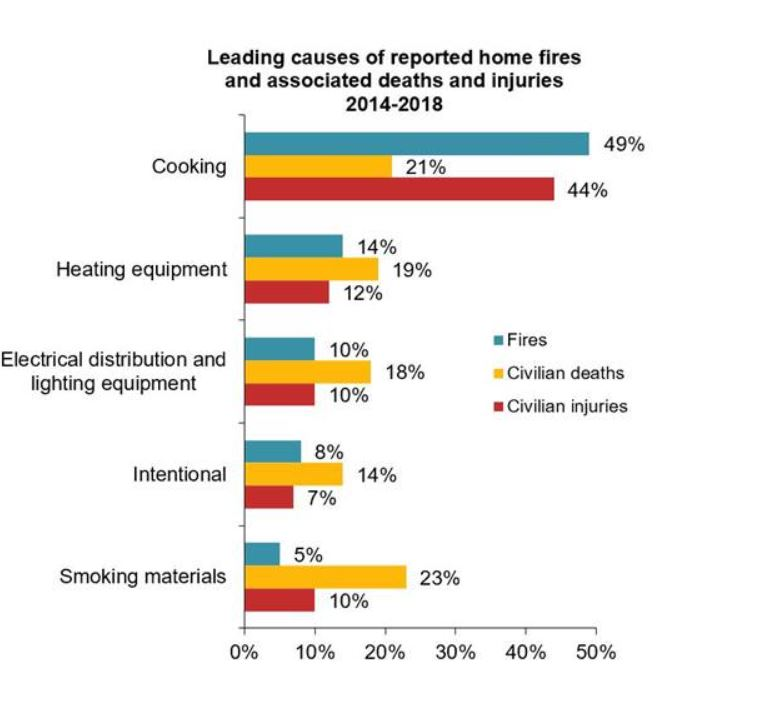 Leading causes of reported home fires
and associated deaths and injuries
2014-2018
Cooking
49%
21%
44%
Heating equipment
14%
19%
12%
Electrical distribution and
lighting equipment
10%
18%
10%
Intentional
8%
14%
7%
Smoking materials
5%
23%
10%
Fires
Civilian deaths
Civilian injuries
0%
10%
20%
30%
40%
50%